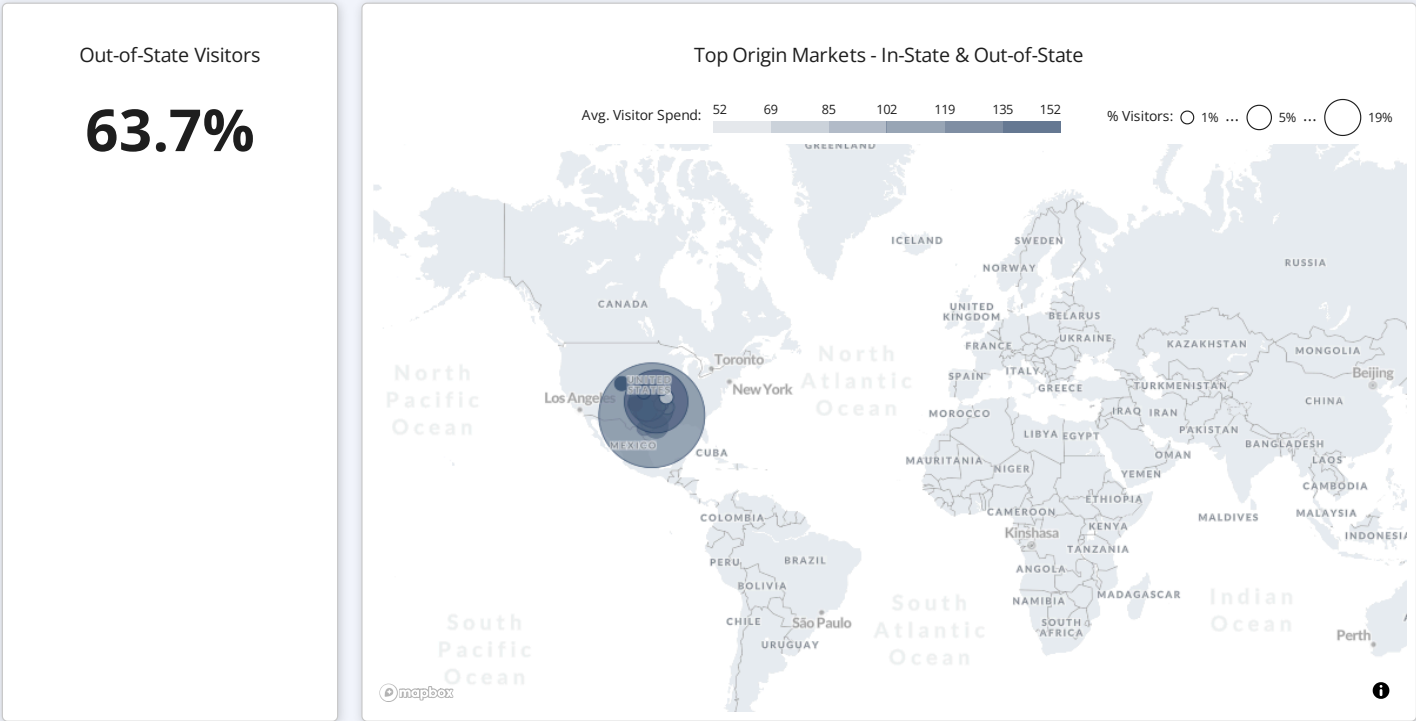 Out-of-State Visitors
63.7%
Top Origin Markets - In-State & Out-of-State
Avg. Visitor Spend:
52 69 85 102 119 135 152
% Visitors: 1% ... 5% ... 19%
GREENLAND
ICELAND
SWEDEN
NORWAY
RUSSIA
CANADA
UNITED
KINGDOM
BELARUS
UKRAINE
FRANCE
KAZAKHSTAN
MONGOLIA
Toronto
North
Atlantic
Ocean
North
Pacific
Ocean
UNITED
STATES
New York
Los Angeles
SPAIN
ITALY
GREECE
TURKMENISTAN
Beijing
CHINA
MOROCCO
IRAQ
IRAN
LIBYA
EGYPT
PAKISTAN
BANGLADESH
MEXICO
CUBA
MAURITANIA
NIGER
OMAN
YEMEN
LAOS
CAMBODIA
ETHIOPIA
COLOMBIA
CAMEROON
KENYA
MALDIVES
MALAYSIA
Kinshasa
INDONESIA
TANZANIA
PERU
BRAZIL
ANGOLA
BOLIVIA
NAMIBIA
MADAGASCAR
Indian
Ocean
CHILE
São Paulo
South
Atlantic
Ocean
SOUTH
AFRICA
URUGUAY
Perth
South
Pacific
Ocean
mapbox